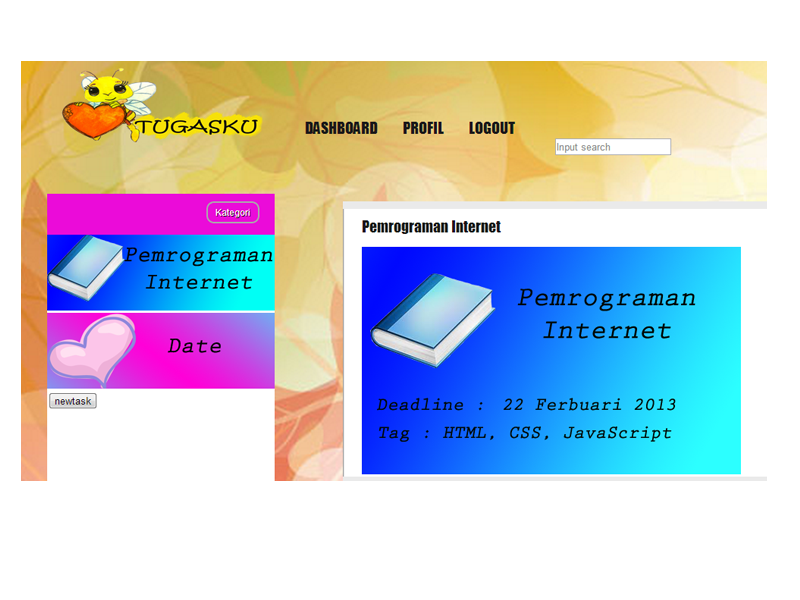 TUGASKU
DASHBOARD PROFIL LOGOUT
Input search
Kategori
Pemrograman
Internet
Date
newtask
Pemrograman Internet
Pemrograman
Internet
Deadline : 22 Ferbuari 2013
Tag : HTML, CSS, JavaScript